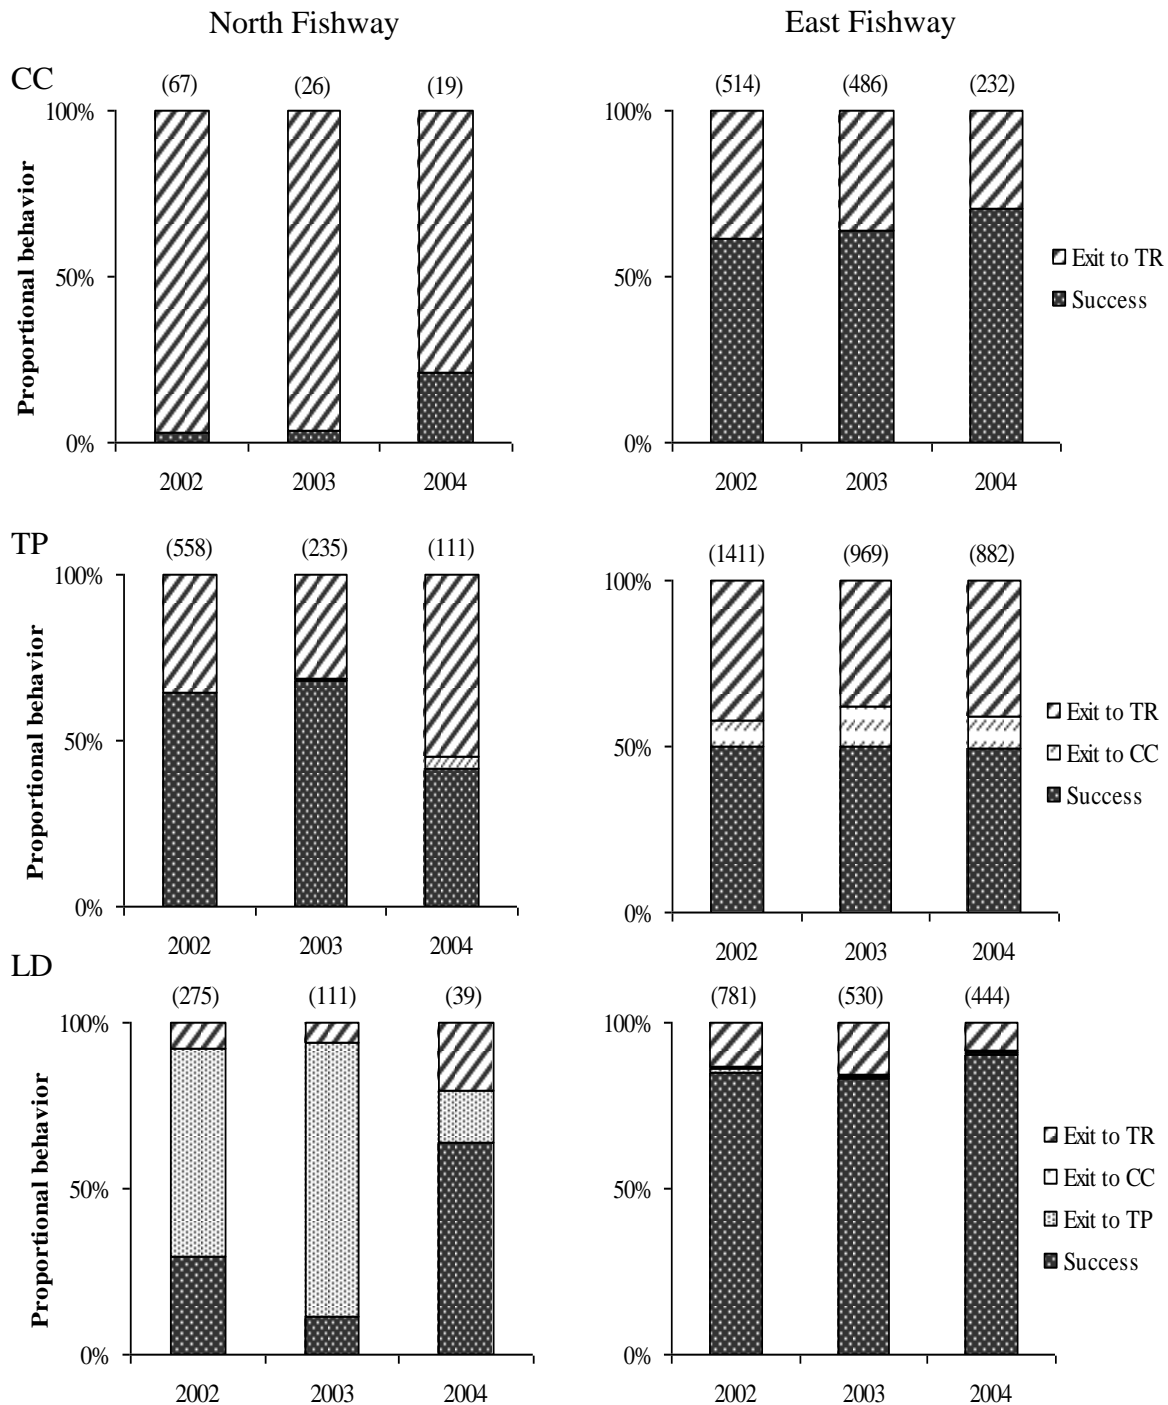 North Fishway
East Fishway
CC
(67) (26) (19)
100%
50%
0%
Proportional behavior
2002 2003 2004
(514) (486) (232)
100%
50%
0%
2002 2003 2004
Exit to TR
Success
TP
(558) (235) (111)
100%
50%
0%
Proportional behavior
2002 2003 2004
(1411) (969) (882)
100%
50%
0%
2002 2003 2004
Exit to TR
Exit to CC
Success
LD
(275) (111) (39)
100%
50%
0%
Proportional behavior
2002 2003 2004
(781) (530) (444)
100%
50%
0%
2002 2003 2004
Exit to TR
Exit to CC
Exit to TP
Success